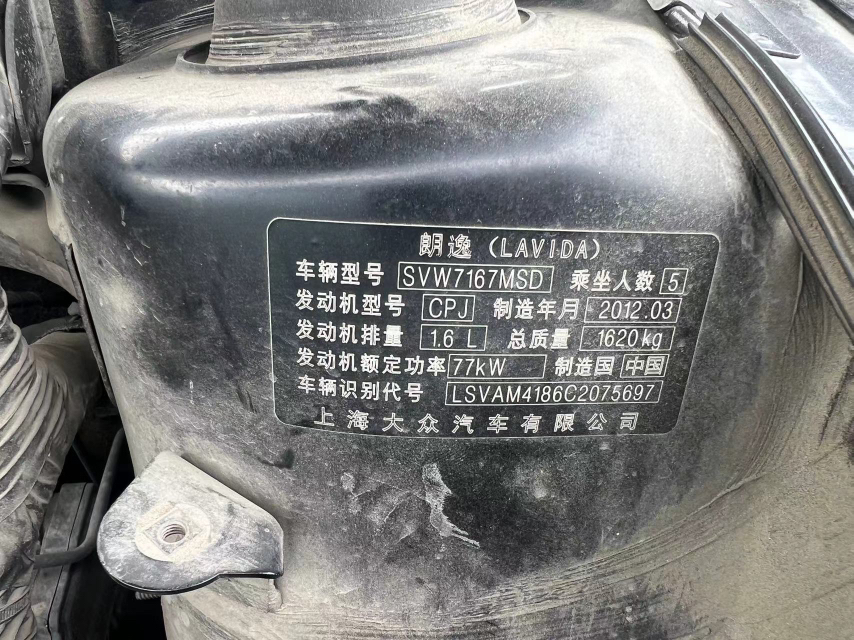 朗逸（LAVIDA）
车辆型号 SVW7167MSD 乘坐人数 5
发动机型号 CPJ 制造年月 2012.03
发动机排量 1.6 L 总质量 1620kg
发动机额定功率 77kW 制造国 中国
车辆识别代号 LSVAM4186C2075697
上海大众汽车有限公司